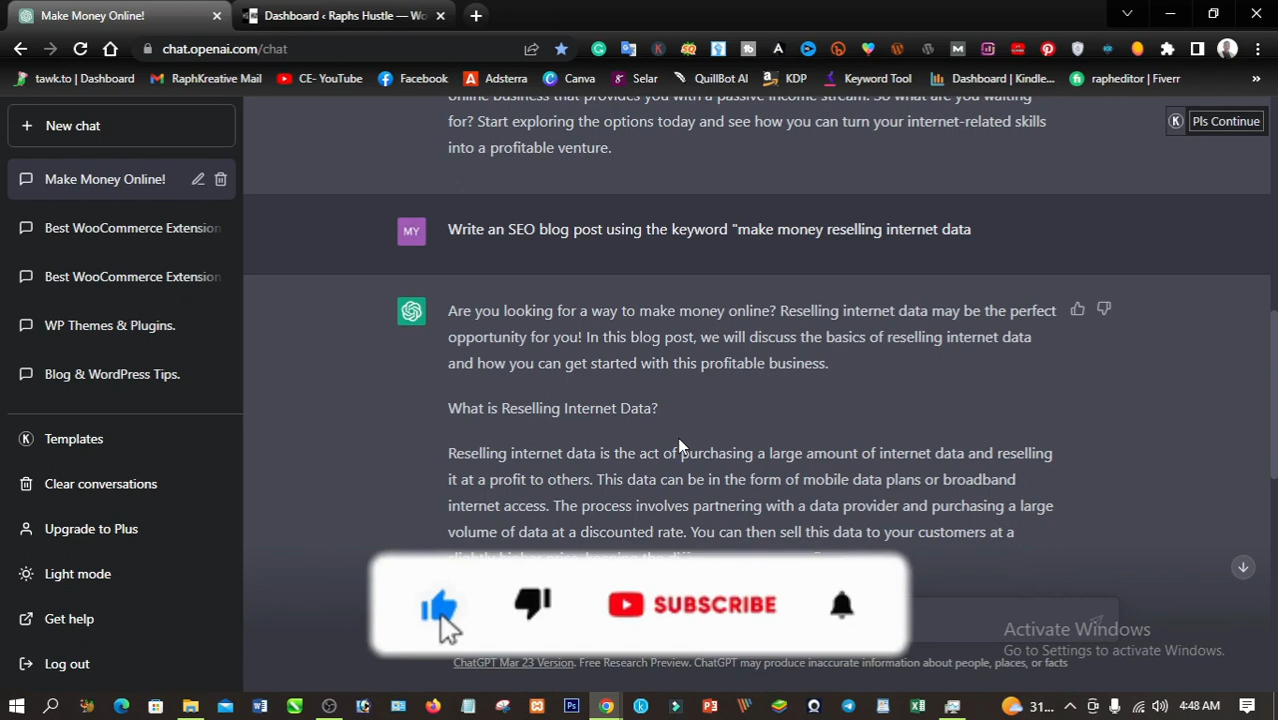 Make Money Online!
Dashboard ‹ Raphs Hustle — Wo
chat.openai.com/chat
tawk.to | Dashboard
RaphKreative Mail
CE- YouTube
Facebook
Adsterra
Canva
Selar
QuillBot AI
KDP
Keyword Tool
Dashboard | Kindle...
rapheditor | Fiverr
New chat
Make Money Online!
Best WooCommerce Extension
Best WooCommerce Extension
WP Themes & Plugins.
Blog & WordPress Tips.
Templates
Clear conversations
Upgrade to Plus
Light mode
Get help
Log out
online business that provides you with a passive income stream. So what are you waiting
for? Start exploring the options today and see how you can turn your internet-related skills
into a profitable venture.
K Pls Continue
MY
Write an SEO blog post using the keyword "make money reselling internet data
Are you looking for a way to make money online? Reselling internet data may be the perfect
opportunity for you! In this blog post, we will discuss the basics of reselling internet data
and how you can get started with this profitable business.
What is Reselling Internet Data?
Reselling internet data is the act of purchasing a large amount of internet data and reselling
it at a profit to others. This data can be in the form of mobile data plans or broadband
internet access. The process involves partnering with a data provider and purchasing a large
volume of data at a discounted rate. You can then sell this data to your customers at a
SUBSCRIBE
Activate Windows
Go to Settings to activate Windows.
ChatGPT Mar 23 Version. Free Research Preview. ChatGPT may produce inaccurate information about people, places, or facts
31...
4:48 AM